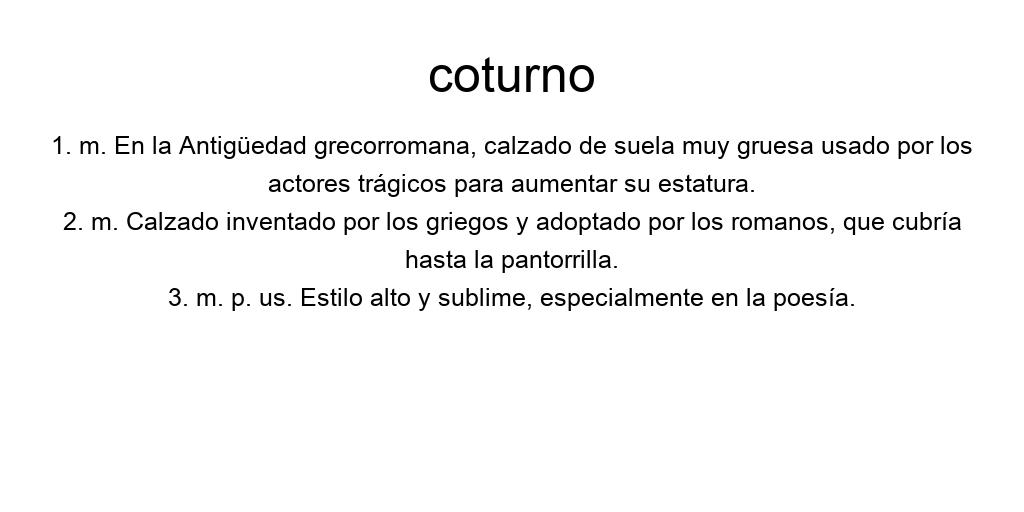 coturno
1. m. En la Antigüedad grecorromana, calzado de suela muy gruesa usado por los
actores trágicos para aumentar su estatura.
2. m. Calzado inventado por los griegos y adoptado por los romanos, que cubría
hasta la pantorrilla.
3. m. p. us. Estilo alto y sublime, especialmente en la poesía.